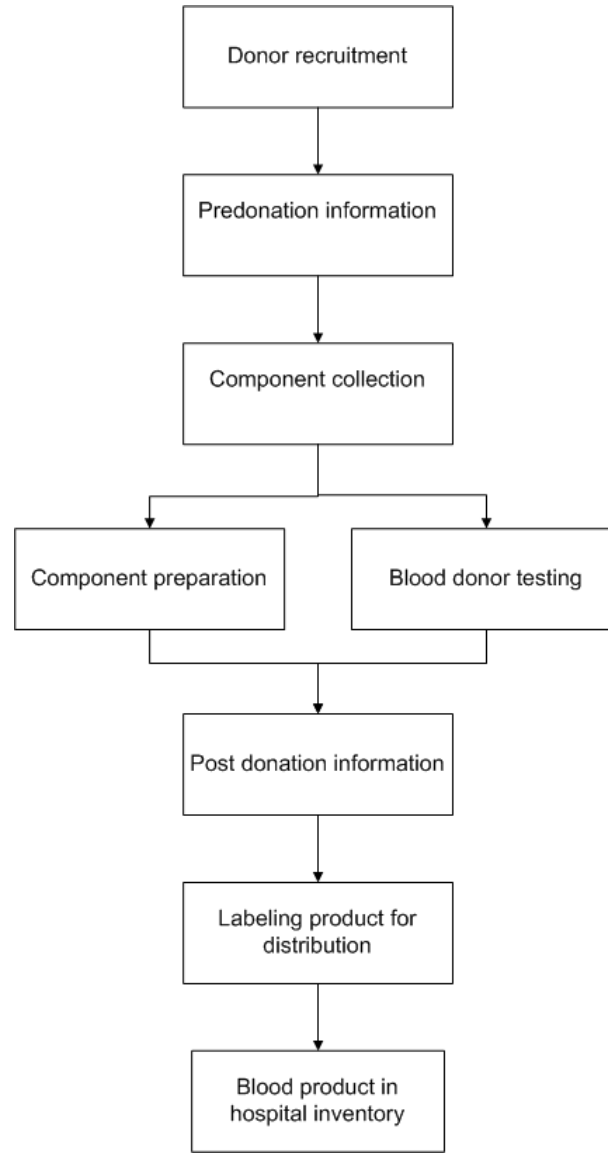 Donor recruitment
Predonation information
Component collection
Component preparation
Blood donor testing
Post donation information
Labeling product for
distribution
Blood product in
hospital inventory